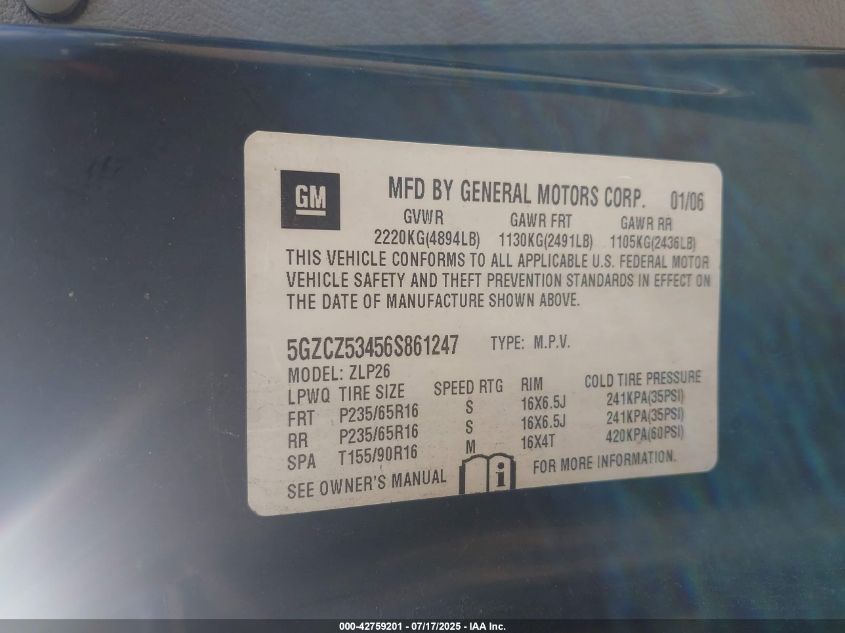 GM
MFD BY GENERAL MOTORS CORP. 01/06
GVWR GAWR FRT GAWR RR
2220KG(4894LB) 1130KG(2491LB) 1105KG(2436LB)
THIS VEHICLE CONFORMS TO ALL APPLICABLE U.S. FEDERAL MOTOR
VEHICLE SAFETY AND THEFT PREVENTION STANDARDS IN EFFECT ON
THE DATE OF MANUFACTURE SHOWN ABOVE.
5GZCZ53456S861247 TYPE: M.P.V.
MODEL: ZLP26
LPWQ TIRE SIZE SPEED RTG RIM COLD TIRE PRESSURE
FRT P235/65R16 S 16X6.5J 241KPA(35PSI)
RR P235/65R16 S 16X6.5J 241KPA(35PSI)
SPA T155/90R16 M 16X4T 420KPA(60PSI)
SEE OWNER'S MANUAL i FOR MORE INFORMATION.
000-42759201 - 07/17/2025 - IAA Inc.